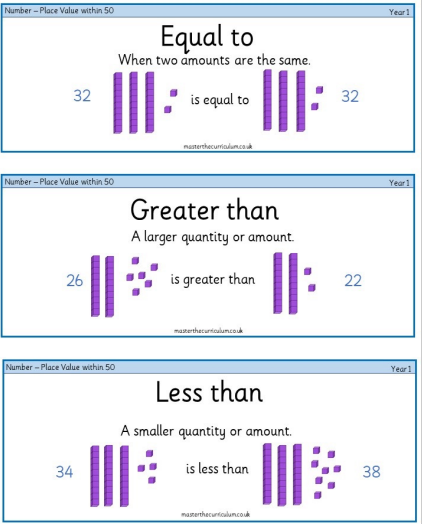 Number – Place Value within 50 Year 1
Equal to
When two amounts are the same.
32 is equal to 32
masterthecurriculum.co.uk
Number – Place Value within 50 Year 1
Greater than
A larger quantity or amount.
26 is greater than 22
masterthecurriculum.co.uk
Number – Place Value within 50 Year 1
Less than
A smaller quantity or amount.
34 is less than 38
masterthecurriculum.co.uk